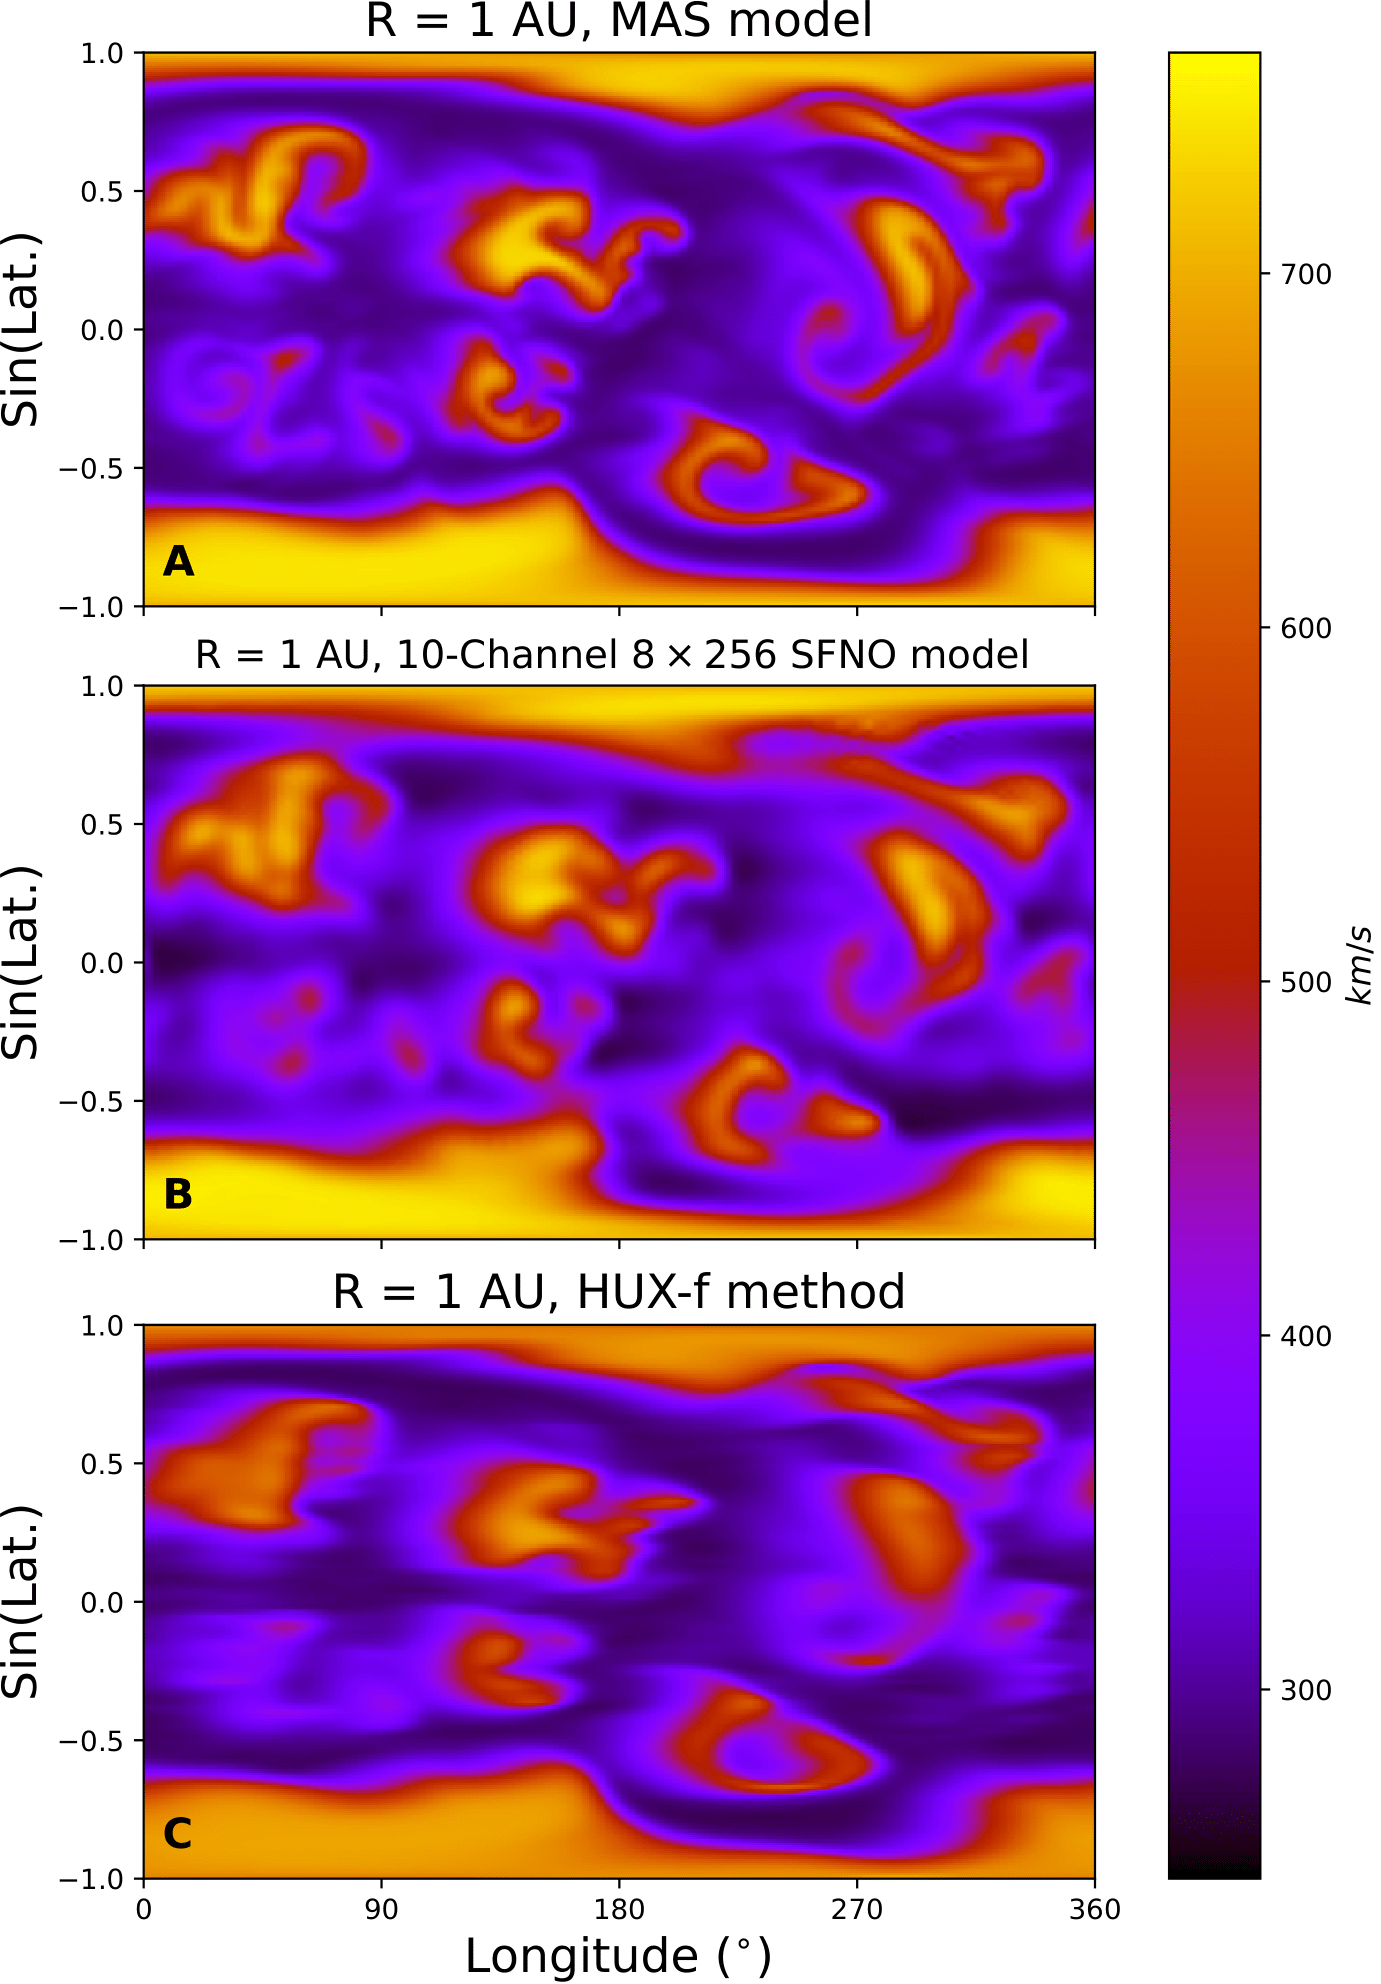 R = 1 AU, MAS model
1.0
0.5
0.0
−0.5
−1.0
Sin(Lat.)
A
R = 1 AU, 10-Channel 8 × 256 SFNO model
1.0
0.5
0.0
−0.5
−1.0
Sin(Lat.)
B
R = 1 AU, HUX-f method
1.0
0.5
0.0
−0.5
−1.0
Sin(Lat.)
C
0 90 180 270 360
Longitude (°)
700
600
500
400
300
km/s